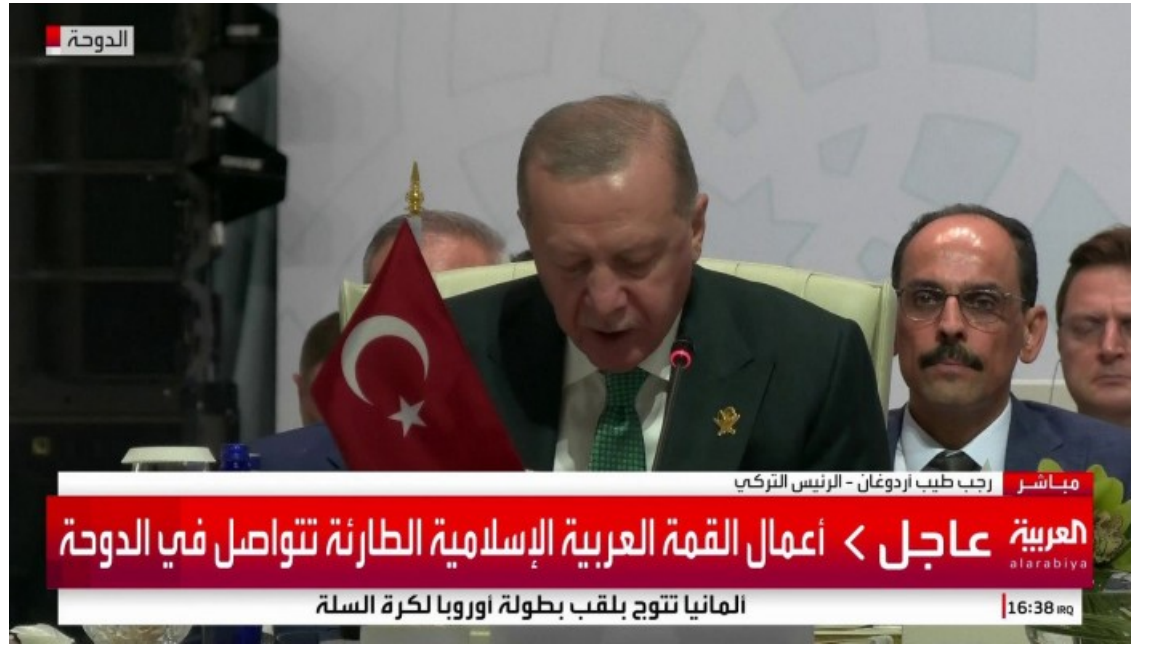 الدوحة
مباشر رجب طيب أردوغان - الرئيس التركي
العربية عاجل > أعمال القمة العربية الإسلامية الطارئة تتواصل في الدوحة
alarabiya
ألمانيا تتوج بلقب بطولة أوروبا لكرة السلة
16:38 IRQ